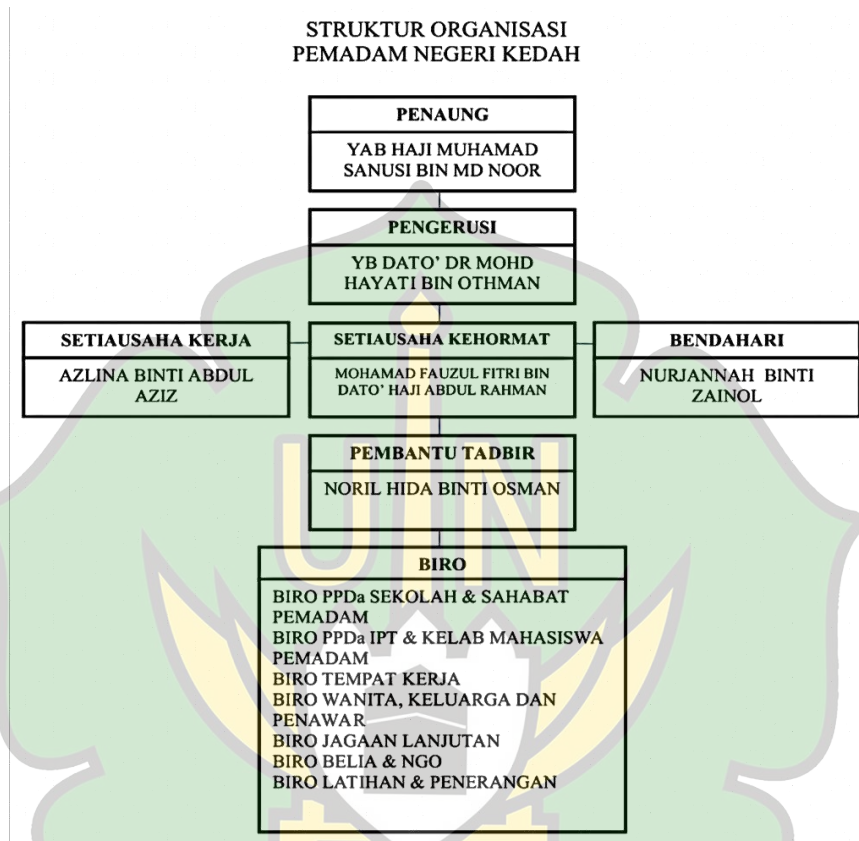 STRUKTUR ORGANISASI
PEMADAM NEGERI KEDAH
PENAUNG
YAB HAJI MUHAMAD
SANUSI BIN MD NOOR
PENGERUSI
YB DATO’ DR MOHD
HAYATI BIN OTHMAN
SETIAUSAHA KERJA
AZLINA BINTI ABDUL
AZIZ
SETIAUSAHA KEHORMAT
MOHAMAD FAUZUL FITRI BIN
DATO’ HAJI ABDUL RAHMAN
BENDAHARI
NURJANNAH BINTI
ZAINOL
PEMBANTU TADBIR
NORIL HIDA BINTI OSMAN
BIRO
BIRO PPDa SEKOLAH & SAHABAT
PEMADAM
BIRO PPDa IPT & KELAB MAHASISWA
PEMADAM
BIRO TEMPAT KERJA
BIRO WANITA, KELUARGA DAN
PENAWAR
BIRO JAGAAN LANJUTAN
BIRO BELIA & NGO
BIRO LATIHAN & PENERANGAN
UIN